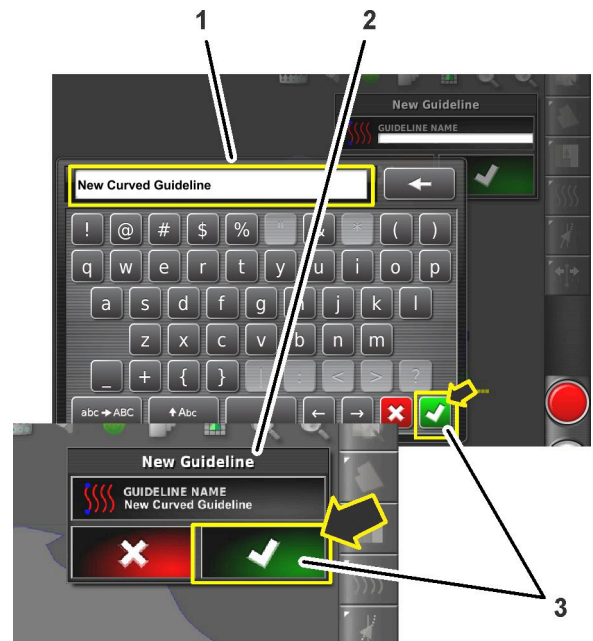 1 2
New Guideline
GUIDELINE NAME
New Curved Guideline
! @ # $ % " & * ( )
q w e r t y u i o p
a s d f g h j k l
z x c v b n m
_ + { } | : < > ?
abc → ABC ↑ Abc ← →
New Guideline
GUIDELINE NAME
New Curved Guideline
3